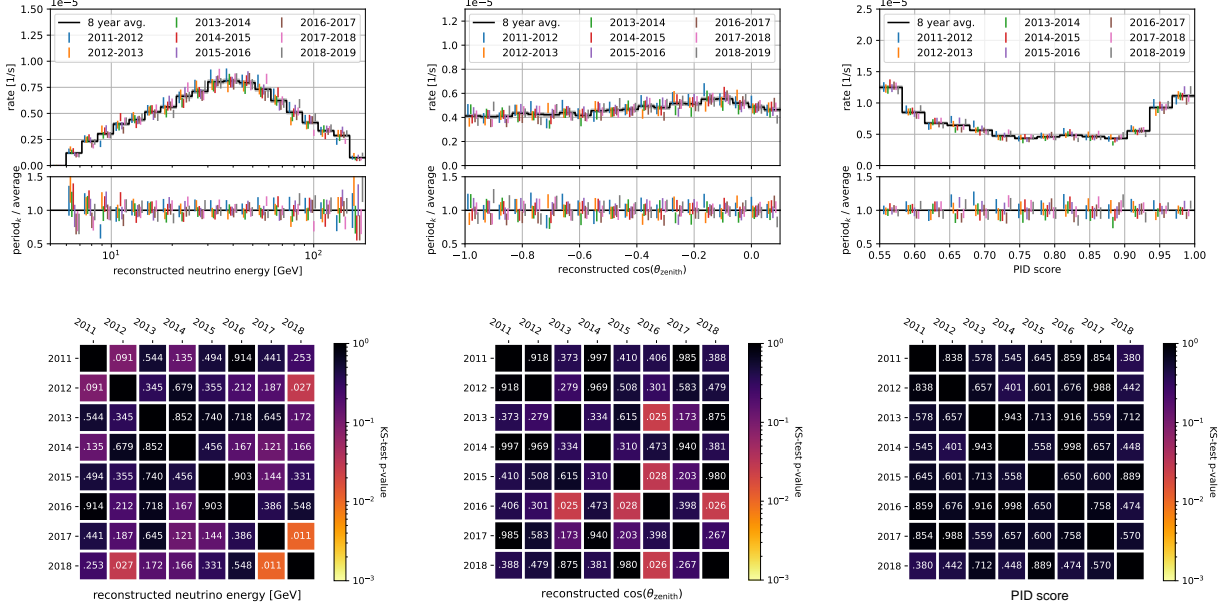 1e−5
1.50
1.25
1.00
0.75
0.50
0.25
0.00
rate [1/s]
8 year avg.
2011-2012
2012-2013
2013-2014
2014-2015
2015-2016
2016-2017
2017-2018
2018-2019
1.5
1.0
0.5
period_k / average
10^1
10^2
reconstructed neutrino energy [GeV]
1e−5
1.2
1.0
0.8
0.6
0.4
0.2
0.0
rate [1/s]
8 year avg.
2011-2012
2012-2013
2013-2014
2014-2015
2015-2016
2016-2017
2017-2018
2018-2019
1.5
1.0
0.5
period_k / average
−1.0 −0.8 −0.6 −0.4 −0.2 0.0
reconstructed cos(θ_zenith)
1e−5
2.5
2.0
1.5
1.0
0.5
0.0
rate [1/s]
8 year avg.
2011-2012
2012-2013
2013-2014
2014-2015
2015-2016
2016-2017
2017-2018
2018-2019
1.5
1.0
0.5
period_k / average
0.55 0.60 0.65 0.70 0.75 0.80 0.85 0.90 0.95 1.00
PID score
2011 2012 2013 2014 2015 2016 2017 2018
2011 .091 .544 .135 .494 .914 .441 .253
2012 .091 .345 .679 .355 .212 .187 .027
2013 .544 .345 .852 .740 .718 .645 .172
2014 .135 .679 .852 .456 .167 .121 .166
2015 .494 .355 .740 .456 .903 .144 .331
2016 .914 .212 .718 .167 .903 .386 .548
2017 .441 .187 .645 .121 .144 .386 .011
2018 .253 .027 .172 .166 .331 .548 .011
reconstructed neutrino energy [GeV]
10^0
10^−1
10^−2
10^−3
KS-test p-value
2011 2012 2013 2014 2015 2016 2017 2018
2011 .918 .373 .997 .410 .406 .985 .388
2012 .918 .279 .969 .508 .301 .583 .479
2013 .373 .279 .334 .615 .025 .173 .875
2014 .997 .969 .334 .310 .473 .940 .381
2015 .410 .508 .615 .310 .028 .203 .980
2016 .406 .301 .025 .473 .028 .398 .026
2017 .985 .583 .173 .940 .203 .398 .267
2018 .388 .479 .875 .381 .980 .026 .267
reconstructed cos(θ_zenith)
10^0
10^−1
10^−2
10^−3
KS-test p-value
2011 2012 2013 2014 2015 2016 2017 2018
2011 .838 .578 .545 .645 .859 .854 .380
2012 .838 .657 .401 .601 .676 .988 .442
2013 .578 .657 .943 .713 .916 .559 .712
2014 .545 .401 .943 .558 .998 .657 .448
2015 .645 .601 .713 .558 .850 .600 .889
2016 .859 .676 .916 .998 .850 .758 .474
2017 .854 .988 .559 .657 .600 .758 .570
2018 .380 .442 .712 .448 .889 .474 .570
PID score
10^0
10^−1
10^−2
10^−3
KS-test p-value